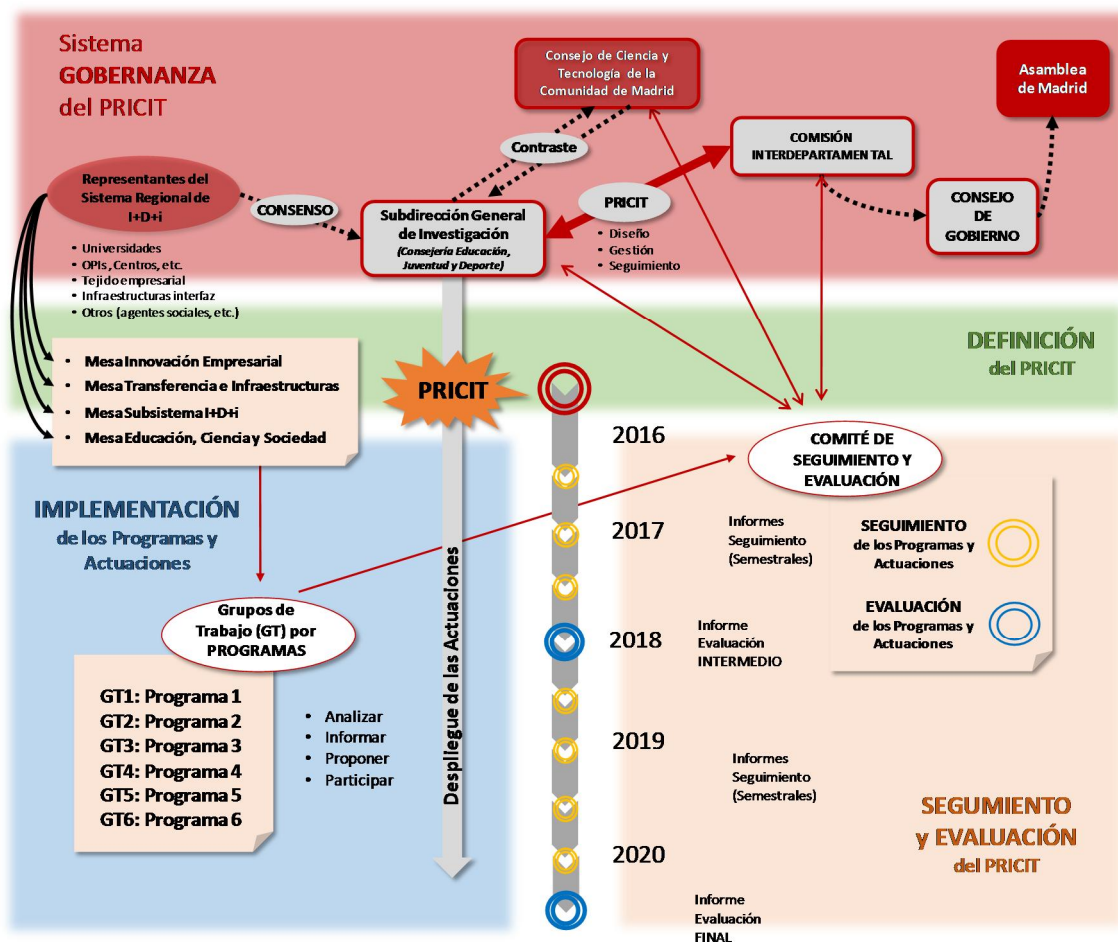 Sistema
GOBERNANZA
del PRICIT
Consejo de Ciencia y
Tecnología de la
Comunidad de Madrid
Asamblea
de Madrid
Contraste
COMISIÓN
INTERDEPARTAMENTAL
Representantes del
Sistema Regional de
I+D+i
CONSENSO
Subdirección General
de Investigación
(Consejería Educación,
Juventud y Deporte)
PRICIT
• Diseño
• Gestión
• Seguimiento
CONSEJO
DE
GOBIERNO
• Universidades
• OPIs, Centros, etc.
• Tejido empresarial
• Infraestructuras interfaz
• Otros (agentes sociales, etc.)
DEFINICIÓN
del PRICIT
• Mesa Innovación Empresarial
• Mesa Transferencia e Infraestructuras
• Mesa Subsistema I+D+i
• Mesa Educación, Ciencia y Sociedad
PRICIT
2016
COMITÉ DE
SEGUIMIENTO Y
EVALUACIÓN
IMPLEMENTACIÓN
de los Programas y
Actuaciones
2017
Informes
Seguimiento
(Semestrales)
SEGUIMIENTO
de los Programas y
Actuaciones
EVALUACIÓN
de los Programas y
Actuaciones
Despliegue de las Actuaciones
Grupos de
Trabajo (GT) por
PROGRAMAS
2018
Informe
Evaluación
INTERMEDIO
GT1: Programa 1
GT2: Programa 2
GT3: Programa 3
GT4: Programa 4
GT5: Programa 5
GT6: Programa 6
• Analizar
• Informar
• Proponer
• Participar
2019
Informes
Seguimiento
(Semestrales)
SEGUMIENTO
y EVALUACIÓN
del PRICIT
2020
Informe
Evaluación
FINAL